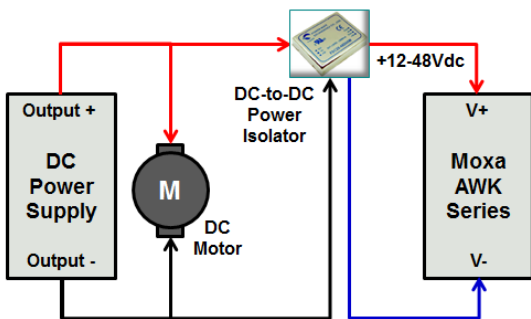 +12-48Vdc
Output +
DC
Power
Supply
Output -
M
DC
Motor
DC-to-DC
Power
Isolator
V+
Moxa
AWK
Series
V-